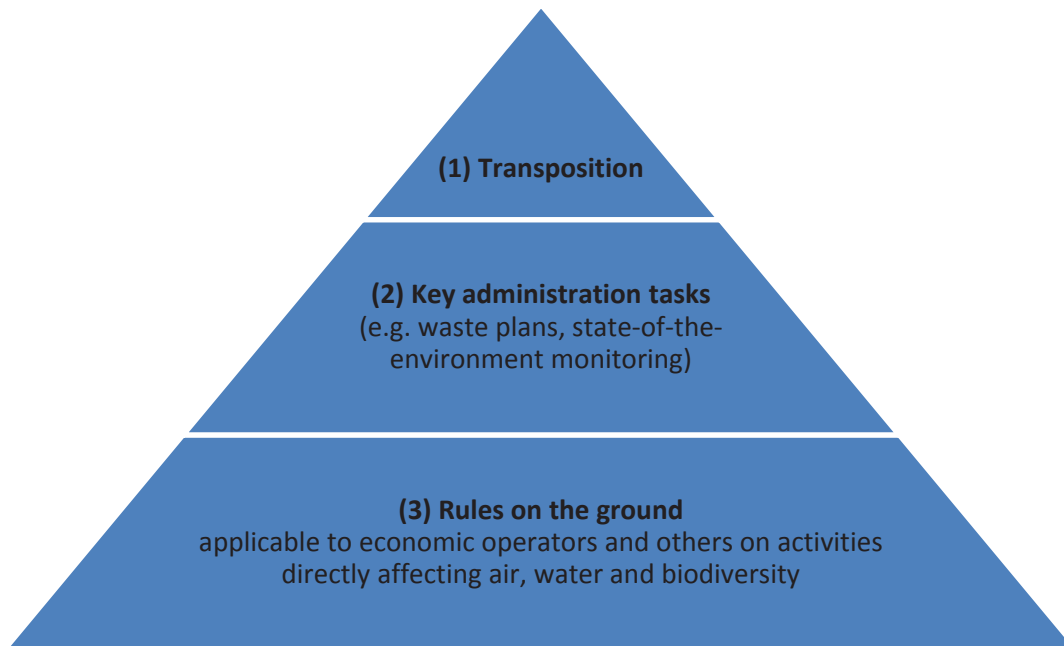 (1) Transposition
(2) Key administration tasks
(e.g. waste plans, state-of-the-
environment monitoring)
(3) Rules on the ground
applicable to economic operators and others on activities
directly affecting air, water and biodiversity